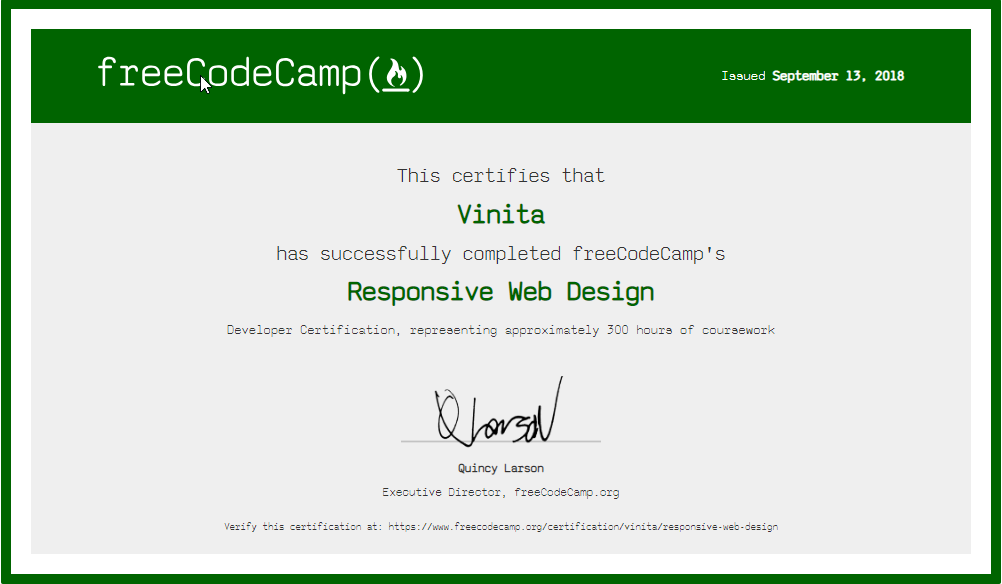 freeCodeCamp(🔥)
Issued September 13, 2018
This certifies that
Vinita
has successfully completed freeCodeCamp's
Responsive Web Design
Developer Certification, representing approximately 300 hours of coursework
QLarson
Quincy Larson
Executive Director, freeCodeCamp.org
Verify this certification at: https://www.freecodecamp.org/certification/vinita/responsive-web-design